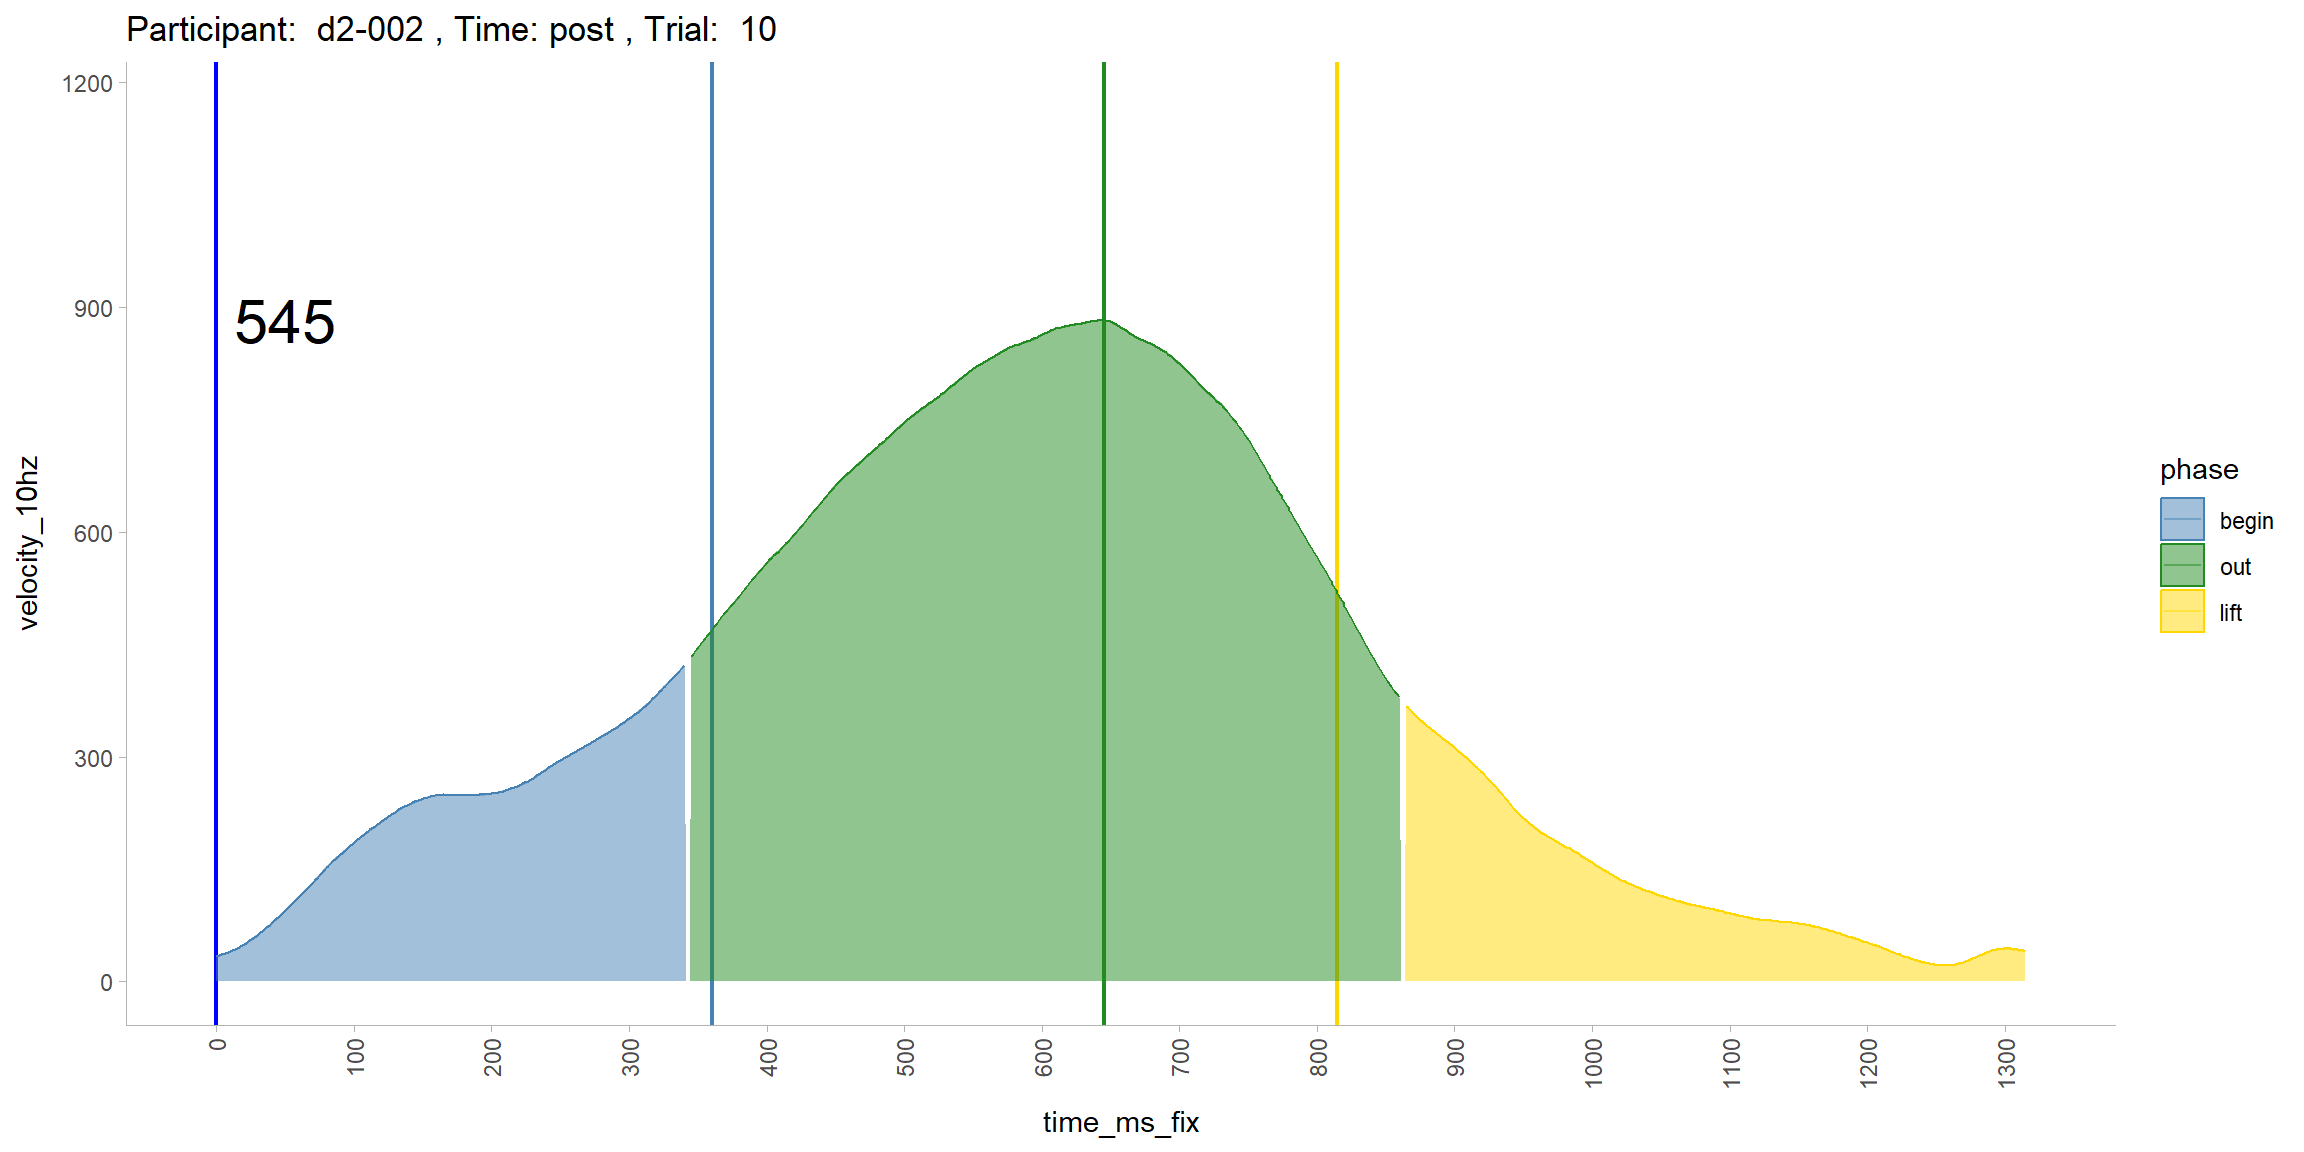 Participant:  d2-002 , Time: post , Trial:  10
1200
900
600
300
0
velocity_10hz
545
0 100 200 300 400 500 600 700 800 900 1000 1100 1200 1300
time_ms_fix
phase
begin
out
lift